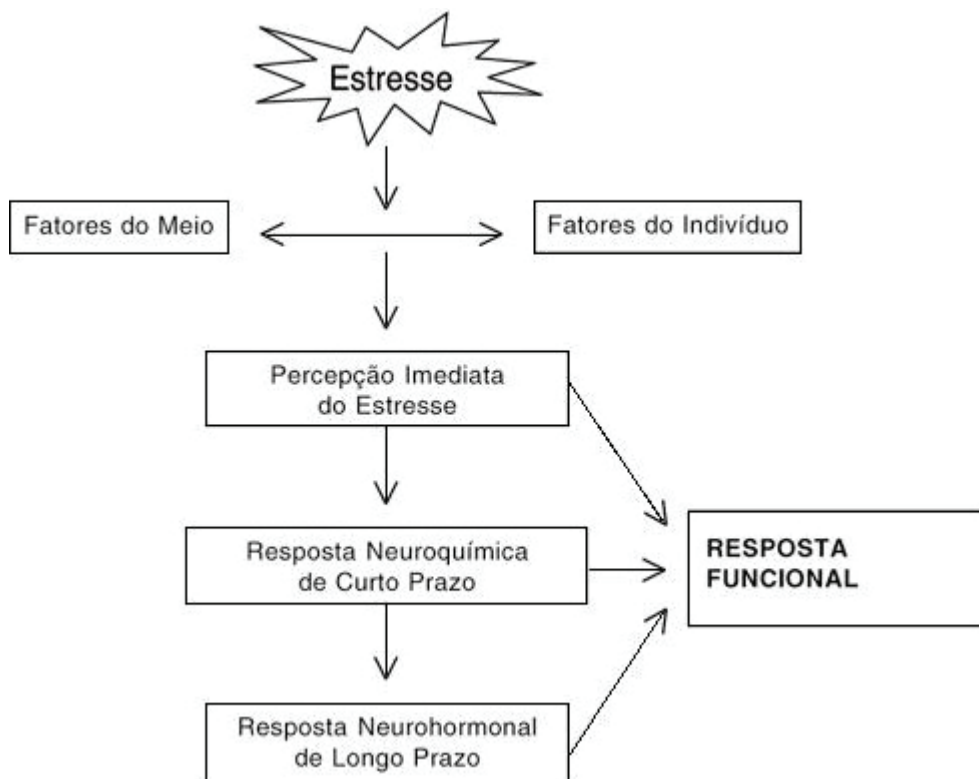 Estresse
Fatores do Meio
Fatores do Indivíduo
Percepção Imediata
do Estresse
Resposta Neuroquímica
de Curto Prazo
RESPOSTA
FUNCIONAL
Resposta Neurohormonal
de Longo Prazo